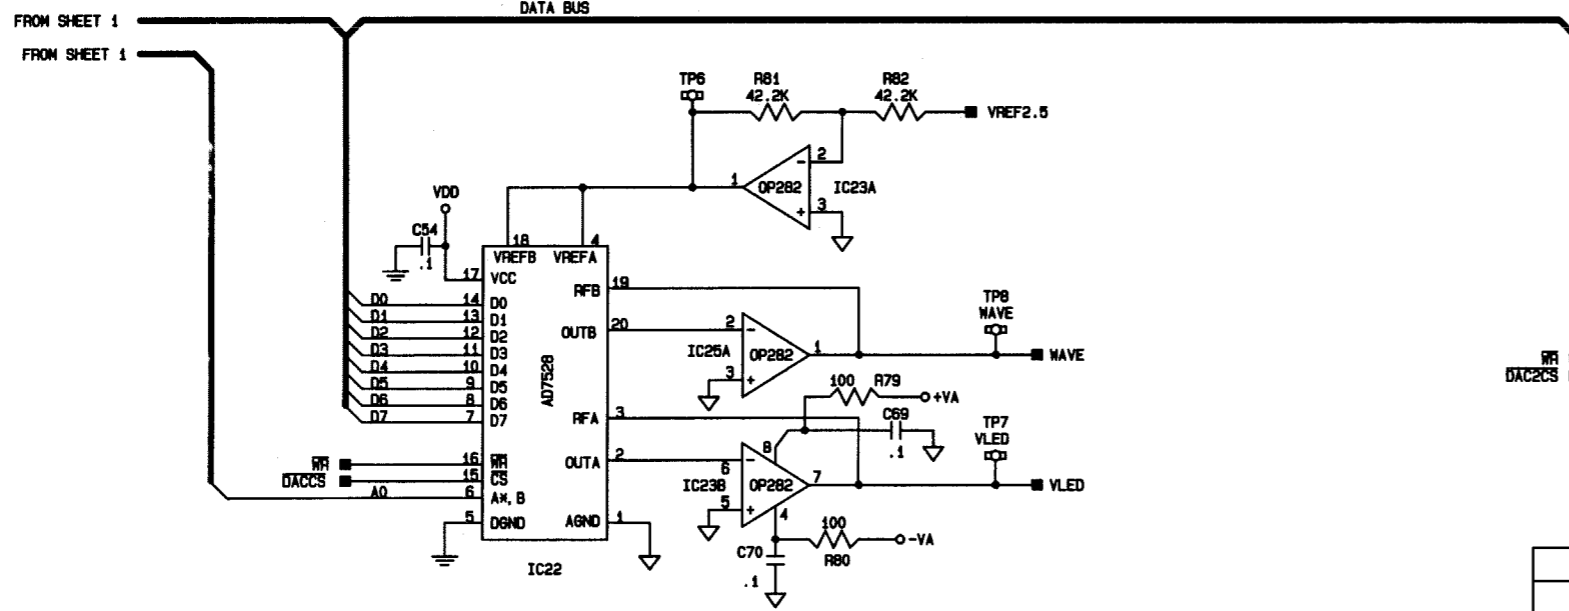 DATA BUS
FROM SHEET 1
FROM SHEET 1
TP6
R81
42.2K
R82
42.2K
VREF2.5
2
-
1
OP282
IC23A
+
3
VDD
C54
.1
18
4
VREFB
VREFA
17
VCC
RFB
19
D0
14
D0
D1
13
D1
D2
12
D2
D3
11
D3
D4
10
D4
D5
9
D5
D6
8
D6
D7
7
D7
OUTB
20
AD7528
2
-
IC25A
OP282
1
3
+
TP8
WAVE
WAVE
WR
DAC2CS
100
R79
+VA
C69
.1
RFA
3
TP7
VLED
8
OUTA
2
-
6
IC23B
OP282
7
5
+
4
VLED
WR
16
WR
DACCS
15
CS
A0
6
A*,B
5
DGND
AGND
1
100
-VA
R80
C70
.1
IC22